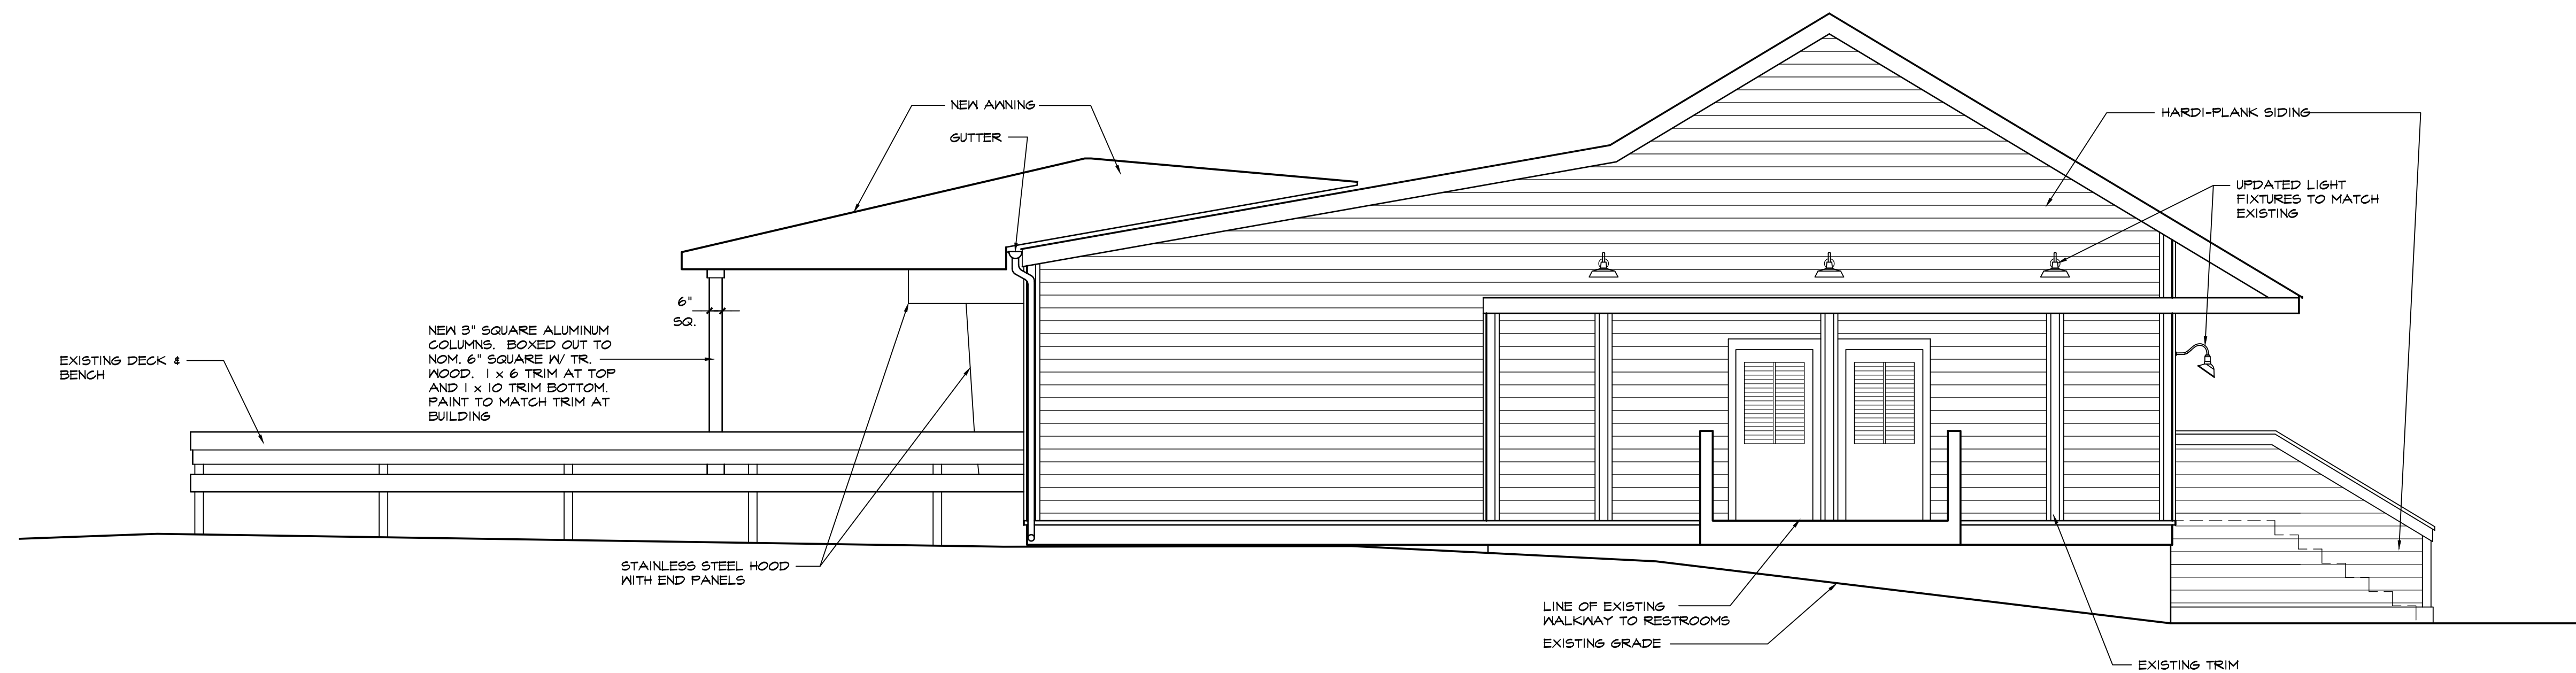 NEW AWNING
GUTTER
HARDI-PLANK SIDING
UPDATED LIGHT
FIXTURES TO MATCH
EXISTING
6"
SQ.
NEW 3" SQUARE ALUMINUM
COLUMNS. BOXED OUT TO
NOM. 6" SQUARE W/ TR.
WOOD. 1 x 6 TRIM AT TOP
AND 1 x 10 TRIM BOTTOM.
PAINT TO MATCH TRIM AT
BUILDING
EXISTING DECK &
BENCH
STAINLESS STEEL HOOD
WITH END PANELS
LINE OF EXISTING
WALKWAY TO RESTROOMS
EXISTING GRADE
EXISTING TRIM